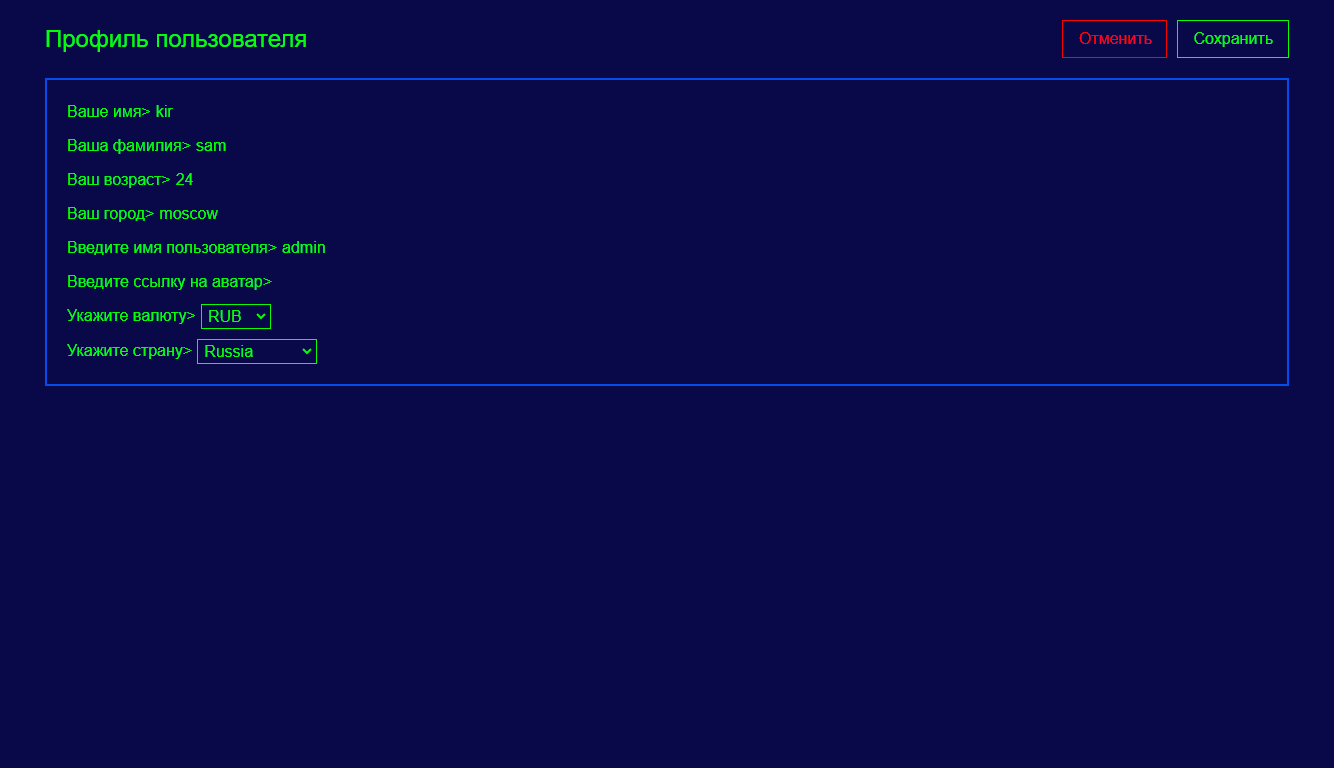 Профиль пользователя
Отменить
Сохранить
Ваше имя> kir
Ваша фамилия> sam
Ваш возраст> 24
Ваш город> moscow
Введите имя пользователя> admin
Введите ссылку на аватар>
Укажите валюту> RUB
Укажите страну> Russia